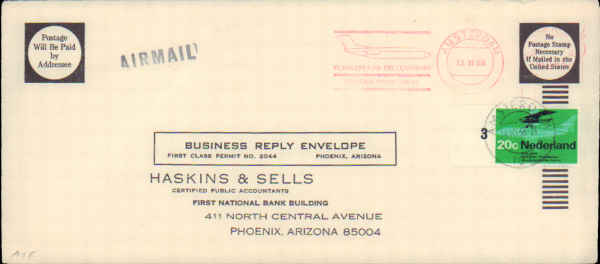 Postage
Will Be Paid
by
Addressee
AIRMAIL
AMSTERDAM
No
Postage Stamp
Necessary
If Mailed in the
United States
3
20c Nederland
BUSINESS REPLY ENVELOPE
FIRST CLASS PERMIT NO. 2044 PHOENIX, ARIZONA
HASKINS & SELLS
CERTIFIED PUBLIC ACCOUNTANTS
FIRST NATIONAL BANK BUILDING
411 NORTH CENTRAL AVENUE
PHOENIX, ARIZONA 85004